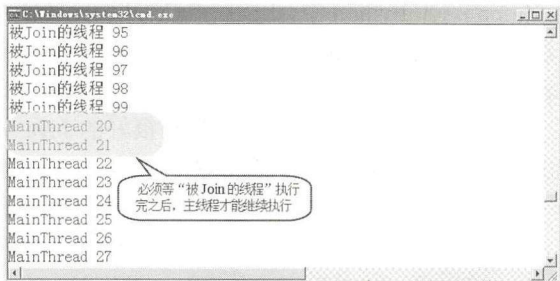 C:\Windows\system32\cmd.exe
被Join的线程 95
被Join的线程 96
被Join的线程 97
被Join的线程 98
被Join的线程 99
MainThread 20
MainThread 21
MainThread 22
MainThread 23
MainThread 24
MainThread 25
MainThread 26
MainThread 27
必须等“被Join的线程”执行
完之后，主线程才能继续执行